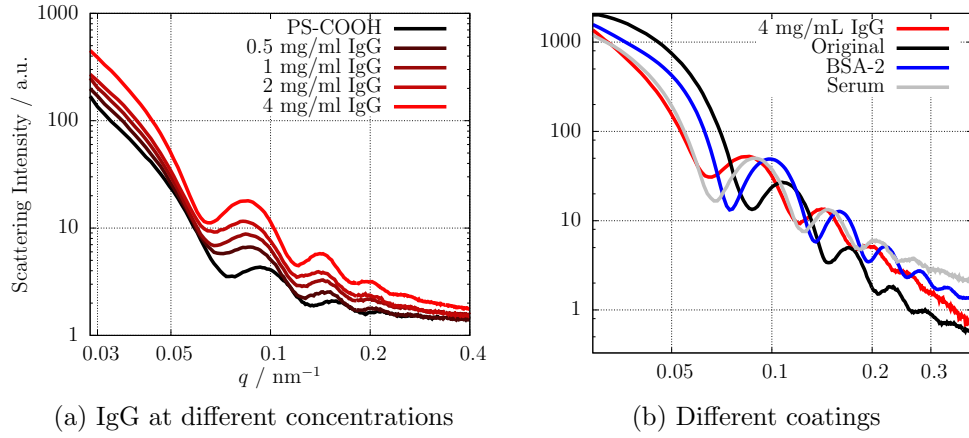 PS-COOH
0.5 mg/ml IgG
1 mg/ml IgG
2 mg/ml IgG
4 mg/ml IgG
Scattering Intensity / a.u.
1000
100
10
1
0.03 0.05 0.1 0.2 0.4
q / nm⁻¹
(a) IgG at different concentrations
4 mg/mL IgG
Original
BSA-2
Serum
1000
100
10
1
0.05 0.1 0.2 0.3
(b) Different coatings